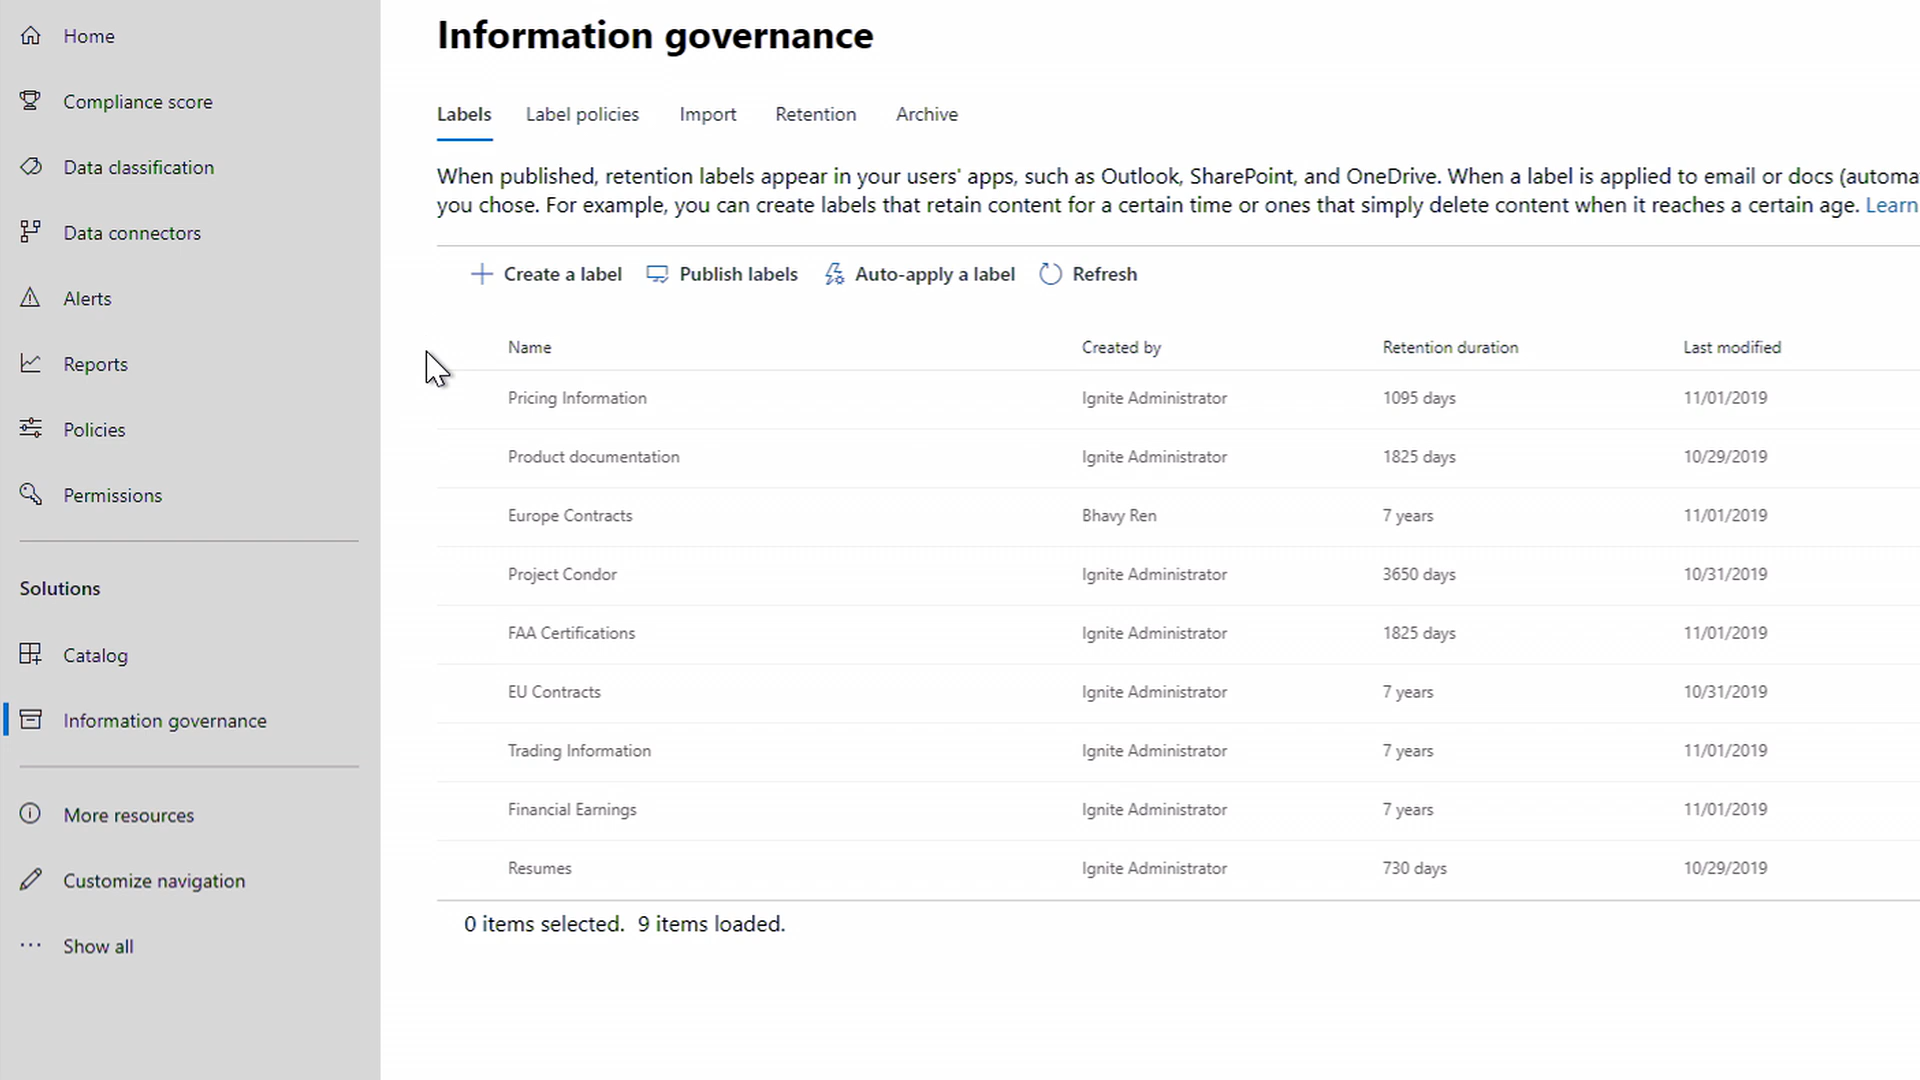 Home
Compliance score
Data classification
Data connectors
Alerts
Reports
Policies
Permissions
Solutions
Catalog
Information governance
More resources
Customize navigation
Show all
Information governance
Labels Label policies Import Retention Archive
When published, retention labels appear in your users' apps, such as Outlook, SharePoint, and OneDrive. When a label is applied to email or docs (automa
you chose. For example, you can create labels that retain content for a certain time or ones that simply delete content when it reaches a certain age. Learn
Create a label Publish labels Auto-apply a label Refresh
Name Created by Retention duration Last modified
Pricing Information Ignite Administrator 1095 days 11/01/2019
Product documentation Ignite Administrator 1825 days 10/29/2019
Europe Contracts Bhavy Ren 7 years 11/01/2019
Project Condor Ignite Administrator 3650 days 10/31/2019
FAA Certifications Ignite Administrator 1825 days 11/01/2019
EU Contracts Ignite Administrator 7 years 10/31/2019
Trading Information Ignite Administrator 7 years 11/01/2019
Financial Earnings Ignite Administrator 7 years 11/01/2019
Resumes Ignite Administrator 730 days 10/29/2019
0 items selected. 9 items loaded.